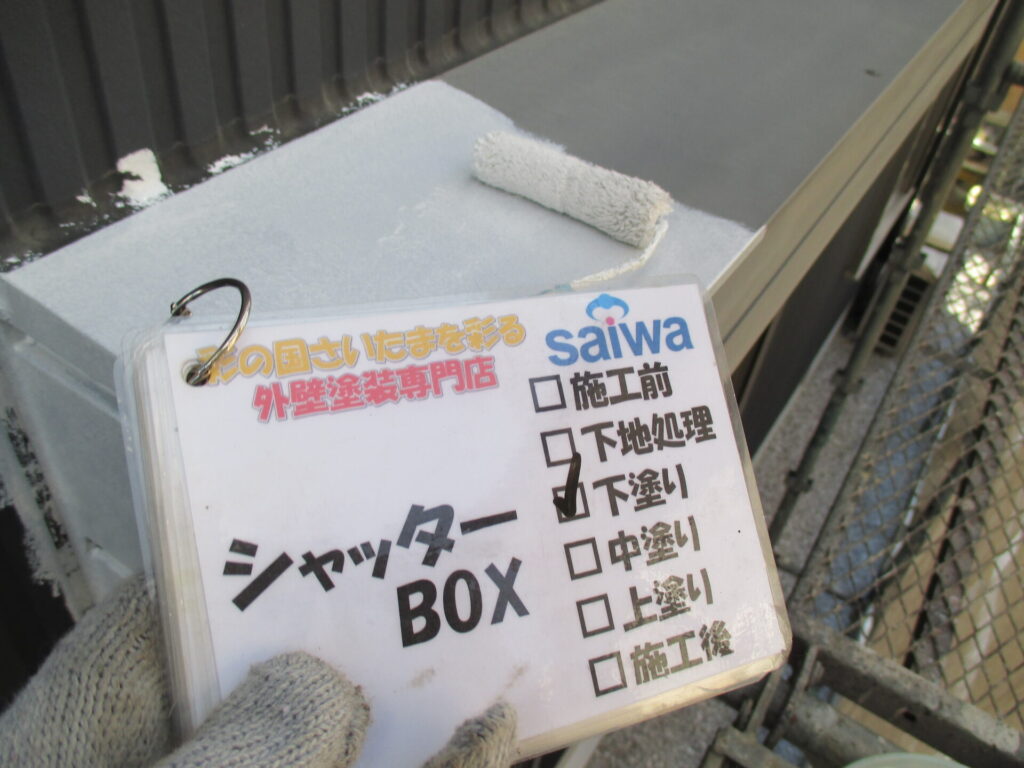 彩の国さいたまを彩る
外壁塗装専門店
saiwa
シャッター
BOX
□施工前
□下地処理
☑下塗り
□中塗り
□上塗り
□施工後